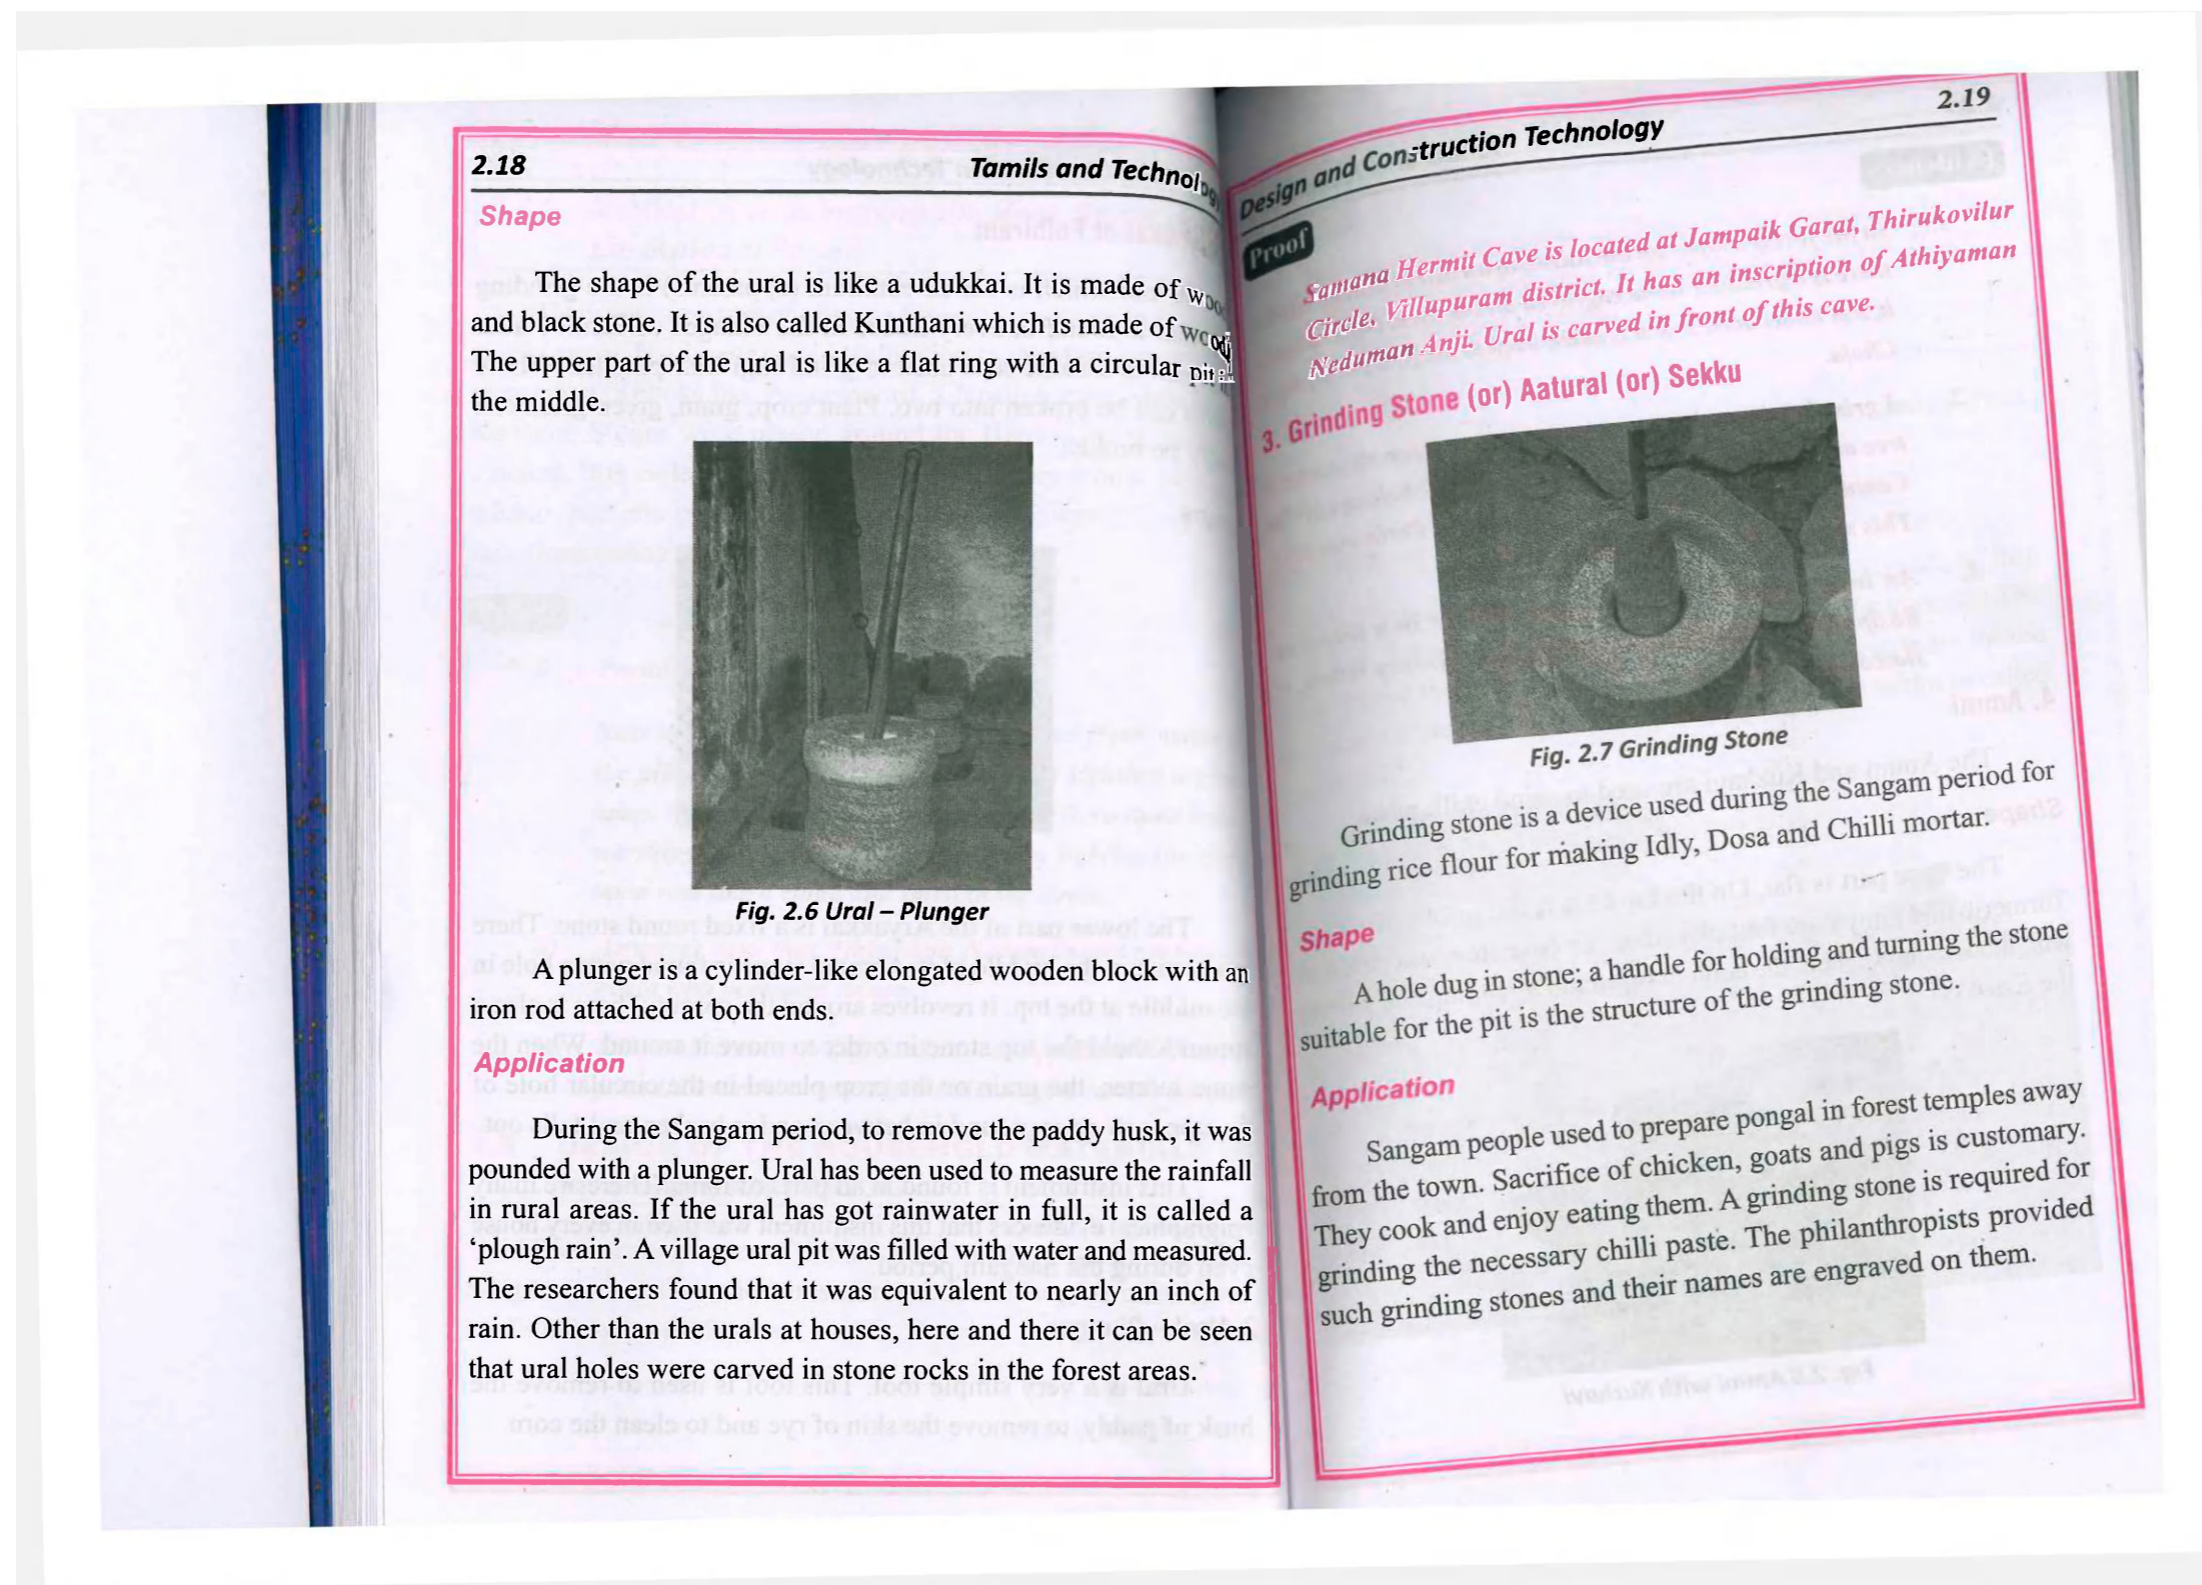 2.18
Tamils and Technology
Shape
The shape of the ural is like a udukkai. It is made of wood
and black stone. It is also called Kunthani which is made of wood.
The upper part of the ural is like a flat ring with a circular pit in
the middle.
Fig. 2.6 Ural – Plunger
A plunger is a cylinder-like elongated wooden block with an
iron rod attached at both ends.
Application
During the Sangam period, to remove the paddy husk, it was
pounded with a plunger. Ural has been used to measure the rainfall
in rural areas. If the ural has got rainwater in full, it is called a
‘plough rain’. A village ural pit was filled with water and measured.
The researchers found that it was equivalent to nearly an inch of
rain. Other than the urals at houses, here and there it can be seen
that ural holes were carved in stone rocks in the forest areas.
Design and Construction Technology
2.19
Proof
Samana Hermit Cave is located at Jampaik Garat, Thirukovilur
Circle, Villupuram district. It has an inscription of Athiyaman
Neduman Anji. Ural is carved in front of this cave.
3. Grinding Stone (or) Aatural (or) Sekku
Fig. 2.7 Grinding Stone
Grinding stone is a device used during the Sangam period for
grinding rice flour for making Idly, Dosa and Chilli mortar.
Shape
A hole dug in stone; a handle for holding and turning the stone
suitable for the pit is the structure of the grinding stone.
Application
Sangam people used to prepare pongal in forest temples away
from the town. Sacrifice of chicken, goats and pigs is customary.
They cook and enjoy eating them. A grinding stone is required for
grinding the necessary chilli paste. The philanthropists provided
such grinding stones and their names are engraved on them.